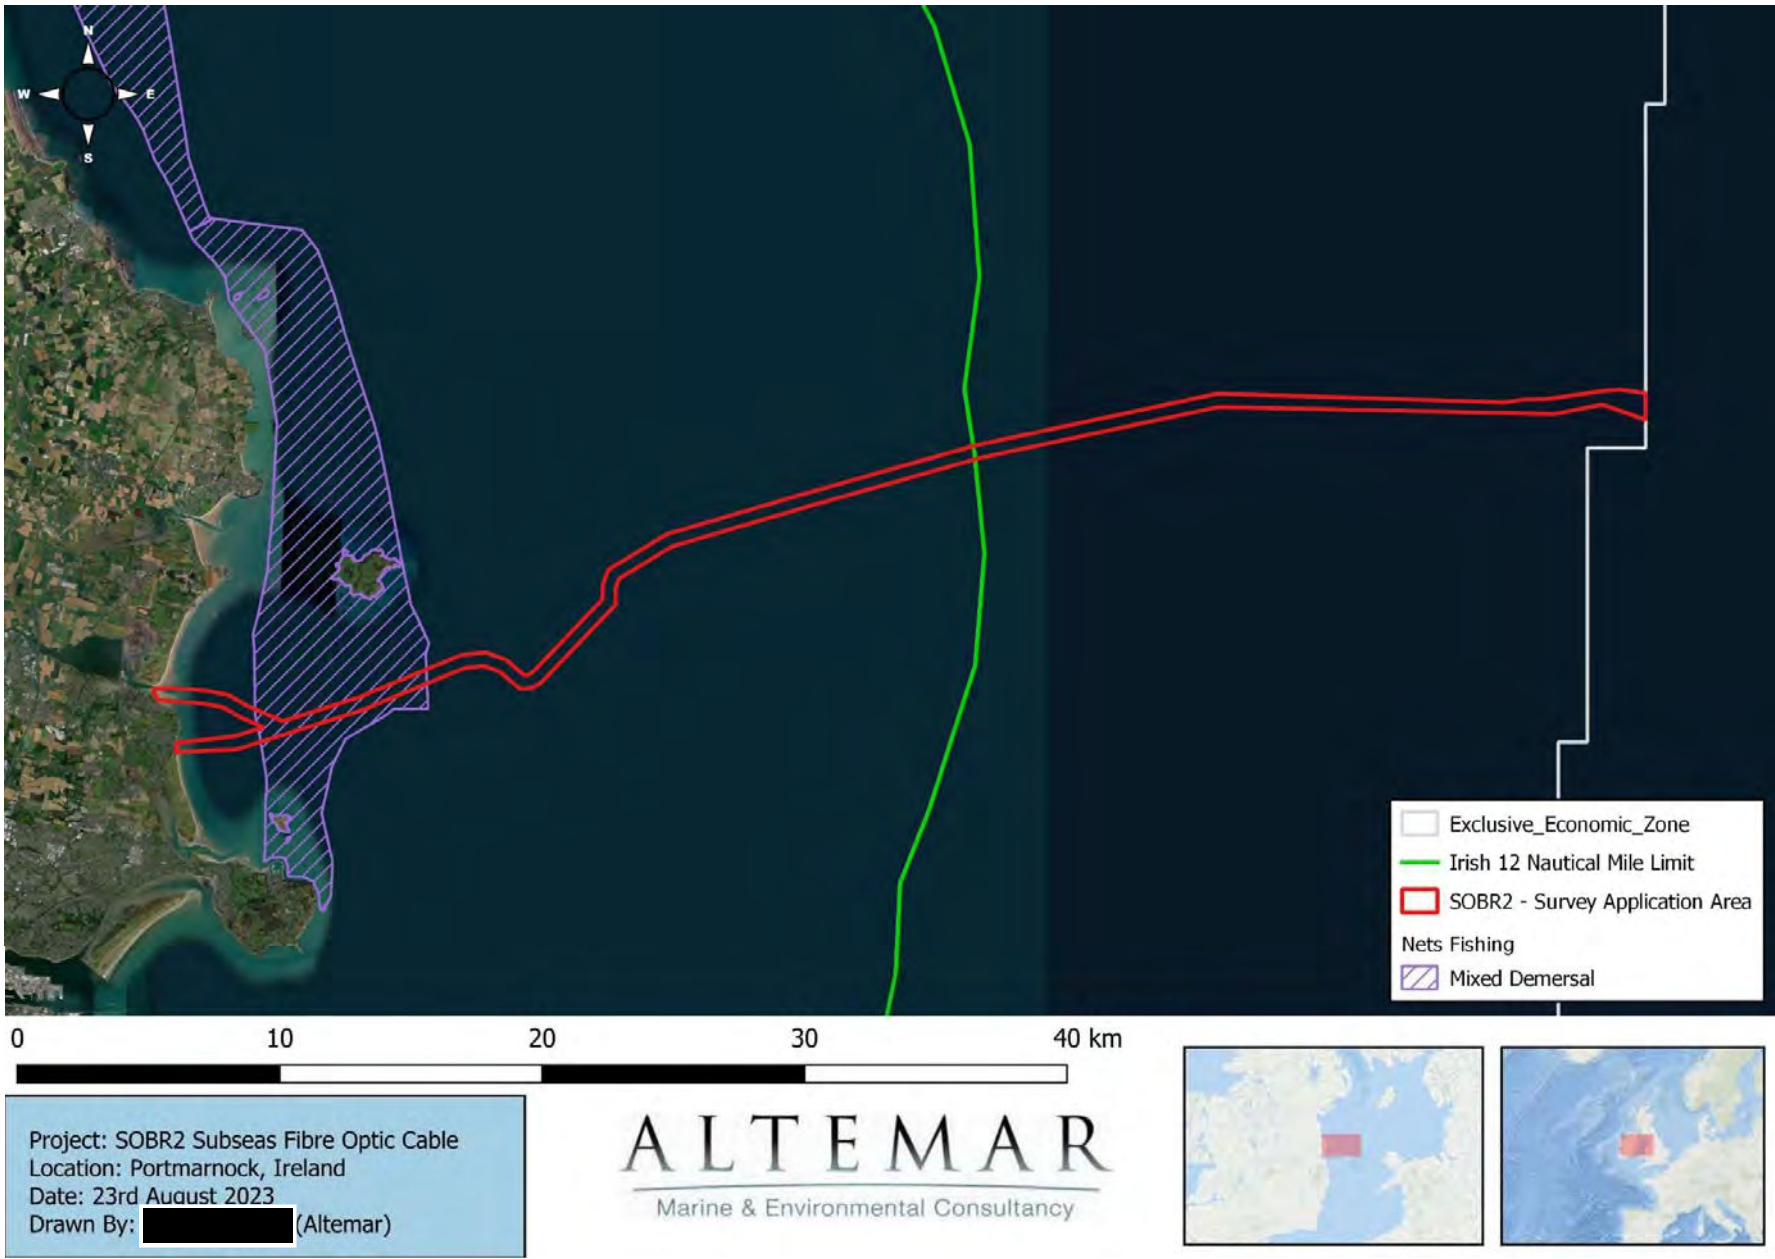 N
W E
S
Exclusive_Economic_Zone
Irish 12 Nautical Mile Limit
SOBR2 - Survey Application Area
Nets Fishing
Mixed Demersal
0 10 20 30 40 km
Project: SOBR2 Subseas Fibre Optic Cable
Location: Portmarnock, Ireland
Date: 23rd August 2023
Drawn By: (Altemar)
ALTEMAR
Marine & Environmental Consultancy